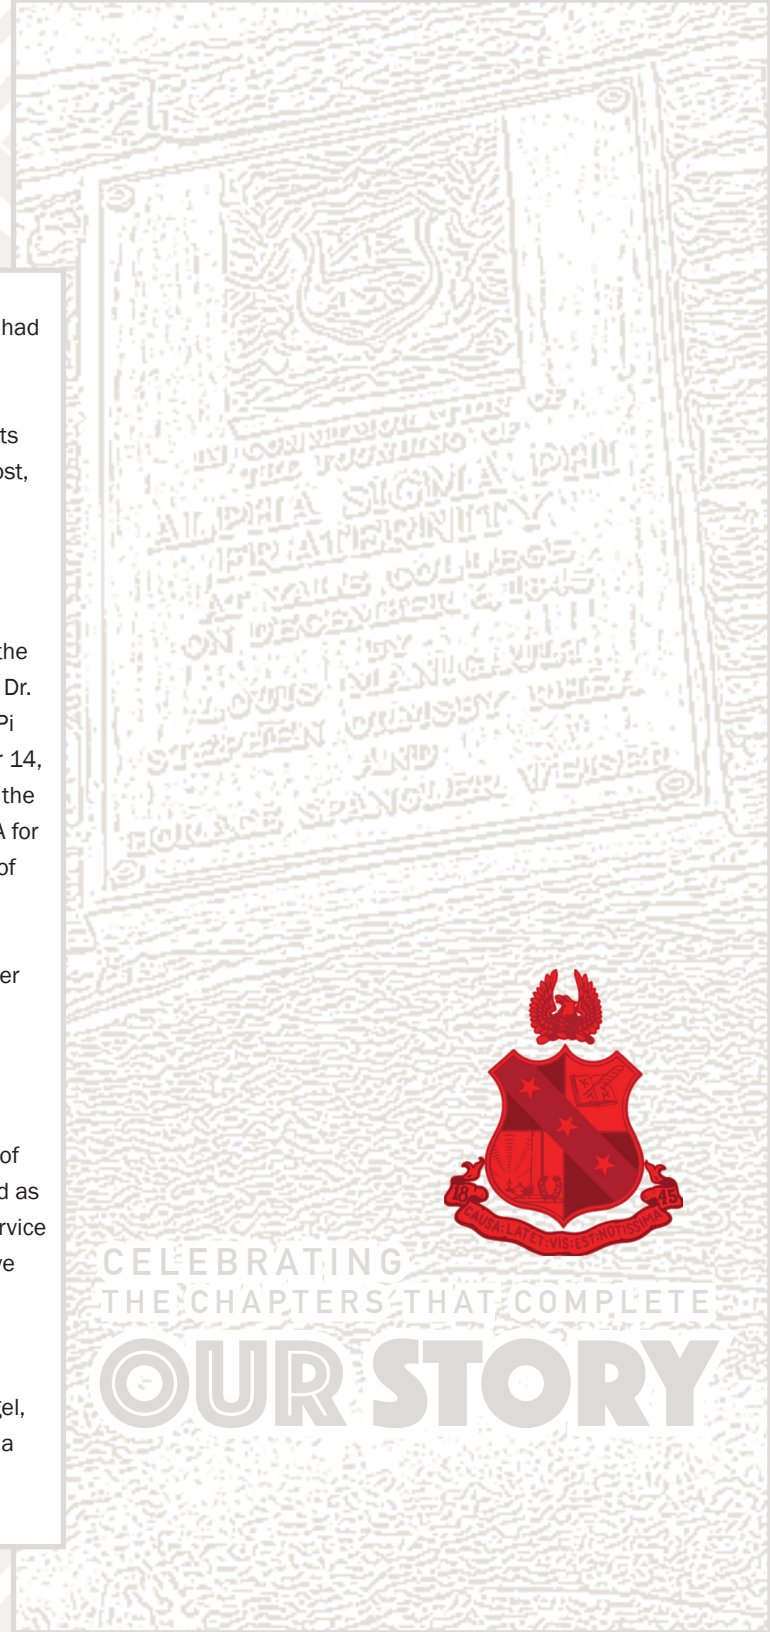 had
ts
ost,
the
Dr.
Pi
r 14,
the
A for
of
er
of
d as
rvice
ve
gel,
a
IN COMMEMORATION OF
THE FOUNDING OF
ALPHA SIGMA PHI
FRATERNITY
AT YALE COLLEGE
ON DECEMBER 6, 1845
BY
LOUIS MANIGAULT
STEPHEN ORMSBY RHEE
AND
HORACE SPANGLER WEISER
18 45
CAUSA·LATET·VIS·EST·NOTISSIMA
CELEBRATING
THE CHAPTERS THAT COMPLETE
OUR STORY